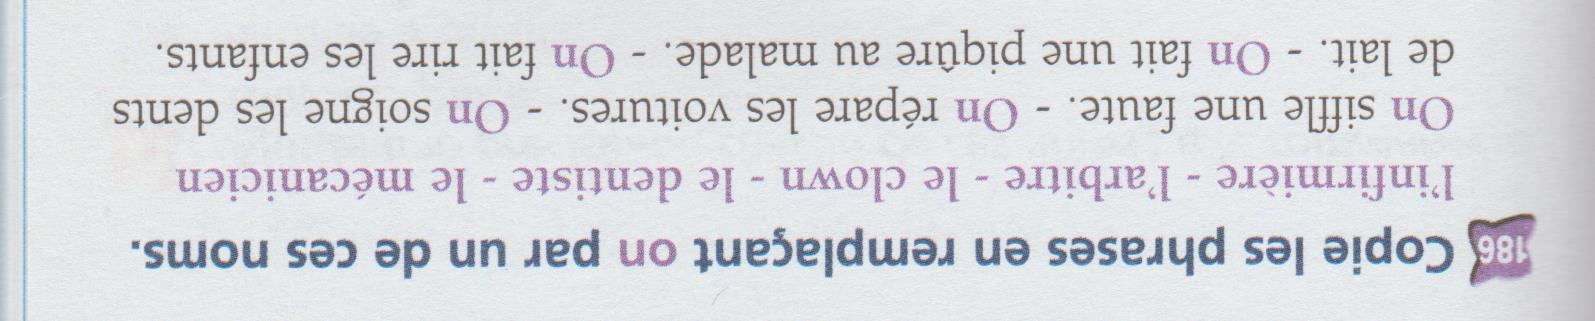 186 Copie les phrases en remplaçant on par un de ces noms.
l'infirmière - l'arbitre - le clown - le dentiste - le mécanicien
On siffle une faute. - On répare les voitures. - On soigne les dents
de lait. - On fait une piqûre au malade. - On fait rire les enfants.